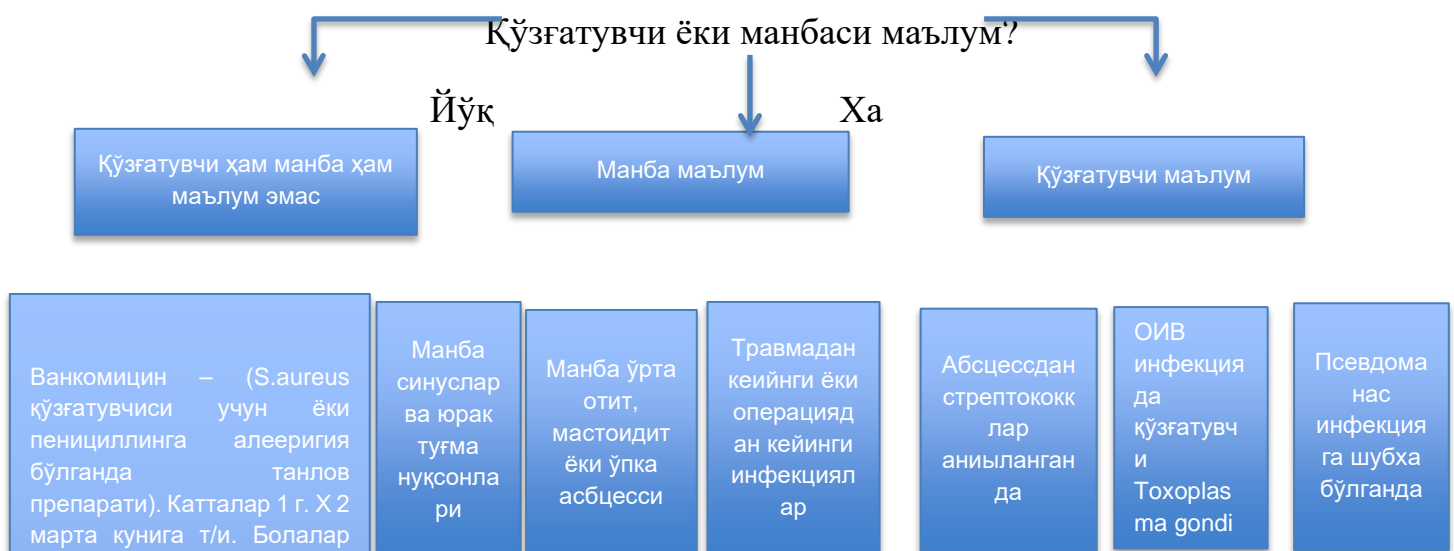 Қўзғатувчи ёки манбаси маълум?
Йўқ
Ха
Қўзғатувчи ҳам манба ҳам
маълум эмас
Манба маълум
Қўзғатувчи маълум
Ванкомицин – (S.aureus
қўзғатувчиси учун ёки
пенициллинга алееригия
бўлганда танлов
препарати). Катталар 1 г. X 2
марта кунига т/и. Болалар
Манба
синуслар
ва юрак
туғма
нуқсонла
ри
Манба ўрта
отит,
мастоидит
ёки ўпка
асбцесси
Травмадан
кеийнги ёки
операцияд
ан кейинги
инфекциял
ар
Абсцессдан
стрептококк
лар
аниыланган
да
ОИВ
инфекция
да
қўзғатувч
и
Toxoplas
ma gondi
Псевдома
нас
инфекция
га шубха
бўлганда